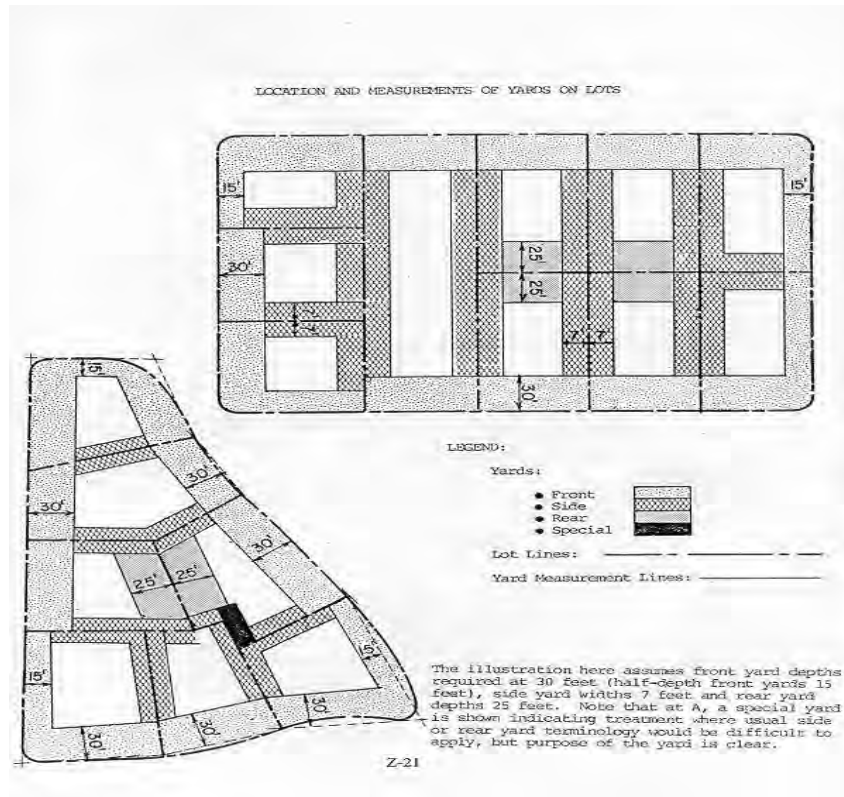 LOCATION AND MEASUREMENTS OF YARDS ON LOTS
15'
15'
30'
25'
25'
7'
7'
7'
7'
30'
15'
30'
30'
30'
25'
25'
15'
15'
30'
30'
30'
LEGEND:
Yards:
• Front
• Side
• Rear
• Special
Lot Lines:
Yard Measurement Lines:
The illustration here assumes front yard depths
required at 30 feet (half-depth front yards 15
feet), side yard widths 7 feet and rear yard
depths 25 feet. Note that at A, a special yard
is shown indicating treatment where usual side
or rear yard terminology would be difficult to
apply, but purpose of the yard is clear.
Z-21